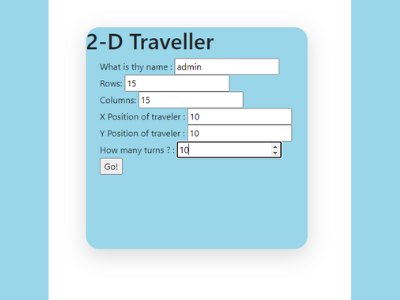 2-D Traveller
What is thy name : admin
Rows: 15
Columns: 15
X Position of traveler : 10
Y Position of traveler : 10
How many turns ? : 10
Go!